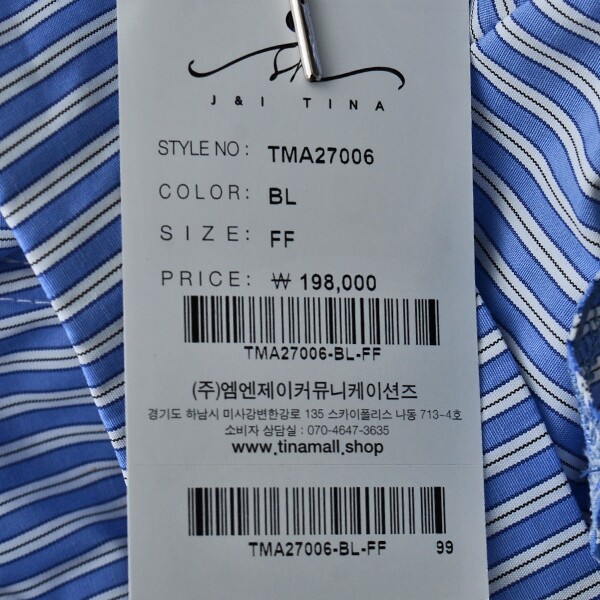 J & I TINA
STYLE NO : TMA27006
COLOR: BL
SIZE: FF
PRICE: ₩ 198,000
TMA27006-BL-FF
(주)엠엔제이커뮤니케이션즈
경기도 하남시 미사강변한강로 135 스카이폴리스 나동 713-4호
소비자 상담실 : 070-4647-3635
www.tinamall.shop
TMA27006-BL-FF 99